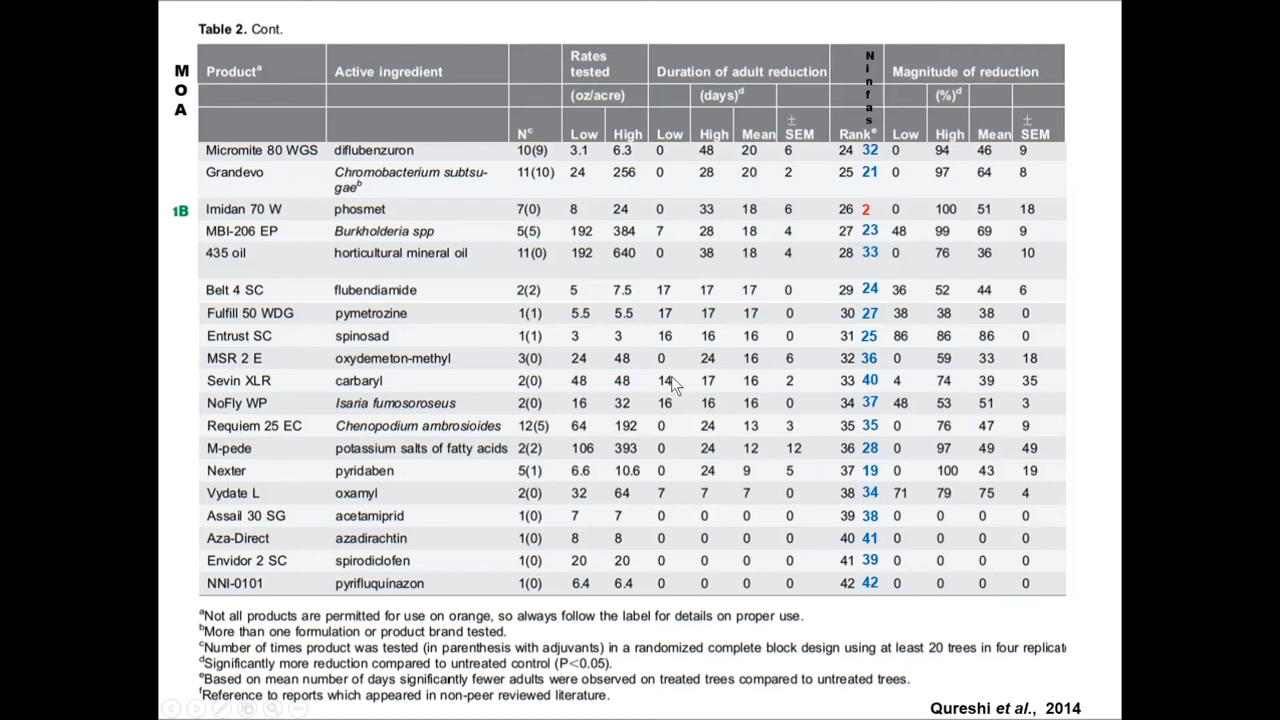 Table 2. Cont.
M O A
Producta Active ingredient Nc Rates tested (oz/acre) Low High Duration of adult reduction (days)d Low High Mean ± SEM Ranke Ninfas Magnitude of reduction (%)d Low High Mean ± SEM
Micromite 80 WGS diflubenzuron 10(9) 3.1 6.3 0 48 20 6 24 32 0 94 46 9
Grandevo Chromobacterium subtsu-
gaeb 11(10) 24 256 0 28 20 2 25 21 0 97 64 8
1B Imidan 70 W phosmet 7(0) 8 24 0 33 18 6 26 2 0 100 51 18
MBI-206 EP Burkholderia spp 5(5) 192 384 7 28 18 4 27 23 48 99 69 9
435 oil horticultural mineral oil 11(0) 192 640 0 38 18 4 28 33 0 76 36 10
Belt 4 SC flubendiamide 2(2) 5 7.5 17 17 17 0 29 24 36 52 44 6
Fulfill 50 WDG pymetrozine 1(1) 5.5 5.5 17 17 17 0 30 27 38 38 38 0
Entrust SC spinosad 1(1) 3 3 16 16 16 0 31 25 86 86 86 0
MSR 2 E oxydemeton-methyl 3(0) 24 48 0 24 16 6 32 36 0 59 33 18
Sevin XLR carbaryl 2(0) 48 48 14 17 16 2 33 40 4 74 39 35
NoFly WP Isaria fumosoroseus 2(0) 16 32 16 16 16 0 34 37 48 53 51 3
Requiem 25 EC Chenopodium ambrosioides 12(5) 64 192 0 24 13 3 35 35 0 76 47 9
M-pede potassium salts of fatty acids 2(2) 106 393 0 24 12 12 36 28 0 97 49 49
Nexter pyridaben 5(1) 6.6 10.6 0 24 9 5 37 19 0 100 43 19
Vydate L oxamyl 2(0) 32 64 7 7 7 0 38 34 71 79 75 4
Assail 30 SG acetamiprid 1(0) 7 7 0 0 0 0 39 38 0 0 0 0
Aza-Direct azadirachtin 1(0) 8 8 0 0 0 0 40 41 0 0 0 0
Envidor 2 SC spirodiclofen 1(0) 20 20 0 0 0 0 41 39 0 0 0 0
NNI-0101 pyrifluquinazon 1(0) 6.4 6.4 0 0 0 0 42 42 0 0 0 0
aNot all products are permitted for use on orange, so always follow the label for details on proper use.
bMore than one formulation or product brand tested.
cNumber of times product was tested (in parenthesis with adjuvants) in a randomized complete block design using at least 20 trees in four replicat
dSignificantly more reduction compared to untreated control (P<0.05).
eBased on mean number of days significantly fewer adults were observed on treated trees compared to untreated trees.
fReference to reports which appeared in non-peer reviewed literature.
Qureshi et al., 2014